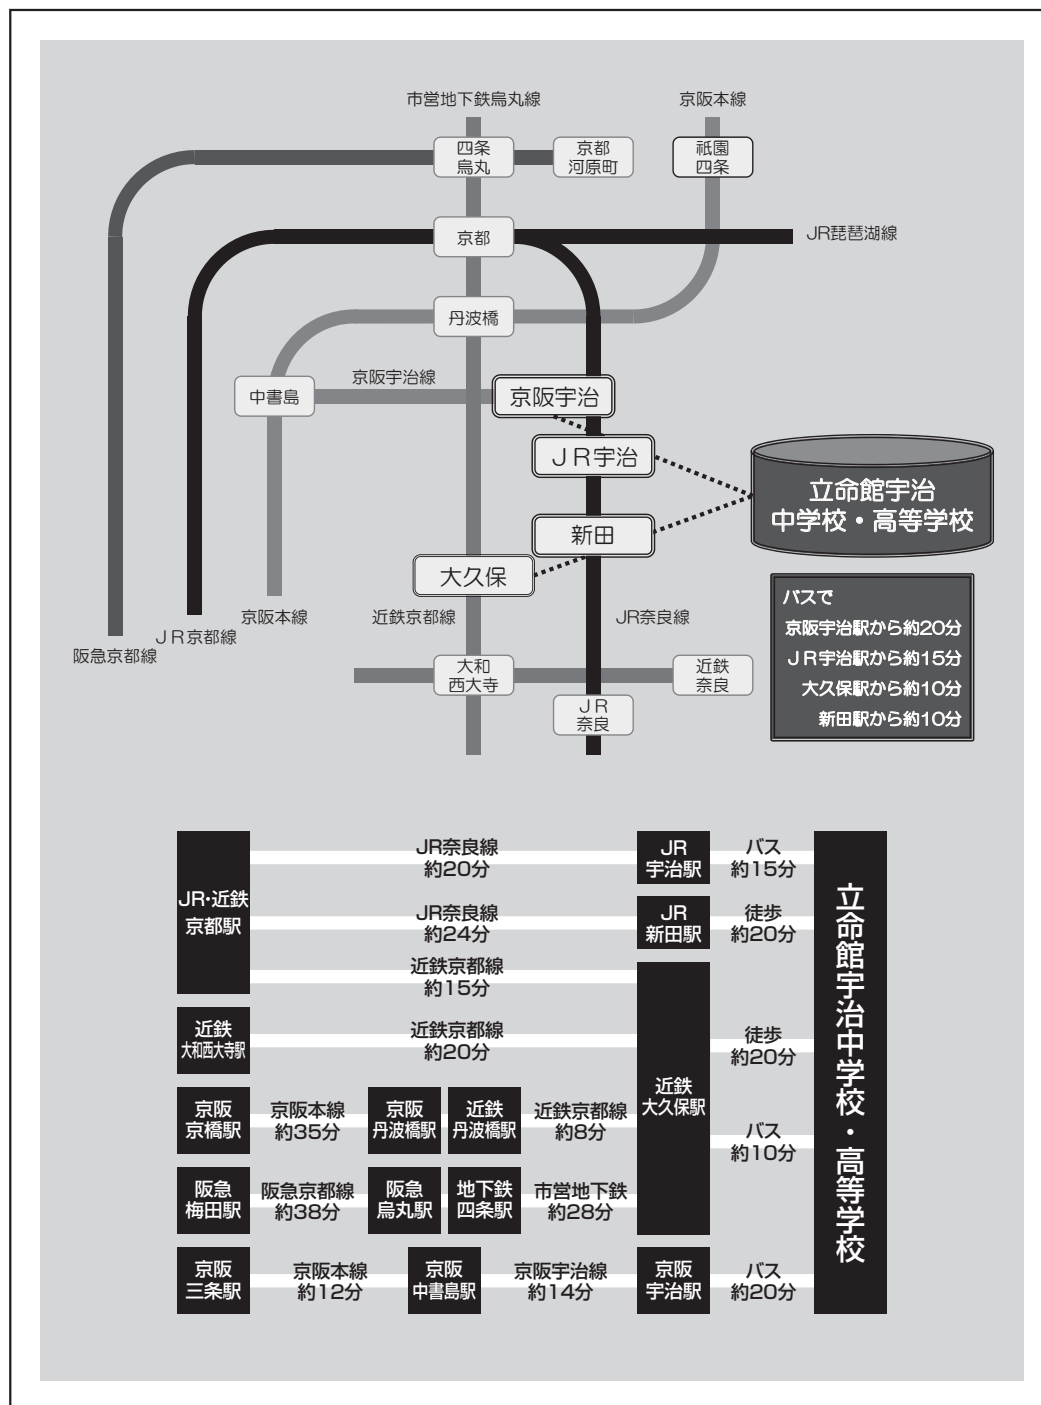 市営地下鉄烏丸線
京阪本線
四条
烏丸
京都
河原町
祇園
四条
京都
JR琵琶湖線
丹波橋
京阪宇治線
中書島
京阪宇治
ＪＲ宇治
立命館宇治
中学校・高等学校
新田
大久保
バスで
京阪宇治駅から約20分
ＪＲ宇治駅から約15分
大久保駅から約10分
新田駅から約10分
京阪本線
近鉄京都線
JR奈良線
ＪＲ京都線
阪急京都線
大和
西大寺
近鉄
奈良
ＪＲ
奈良
JR・近鉄
京都駅
JR奈良線
約20分
JR
宇治駅
バス
約15分
JR奈良線
約24分
JR
新田駅
徒歩
約20分
近鉄京都線
約15分
近鉄
大和西大寺駅
近鉄京都線
約20分
近鉄
大久保駅
徒歩
約20分
京阪
京橋駅
京阪本線
約35分
京阪
丹波橋駅
近鉄
丹波橋駅
近鉄京都線
約8分
バス
約10分
阪急
梅田駅
阪急京都線
約38分
阪急
烏丸駅
地下鉄
四条駅
市営地下鉄
約28分
京阪
三条駅
京阪本線
約12分
京阪
中書島駅
京阪宇治線
約14分
京阪
宇治駅
バス
約20分
立命館宇治中学校・高等学校